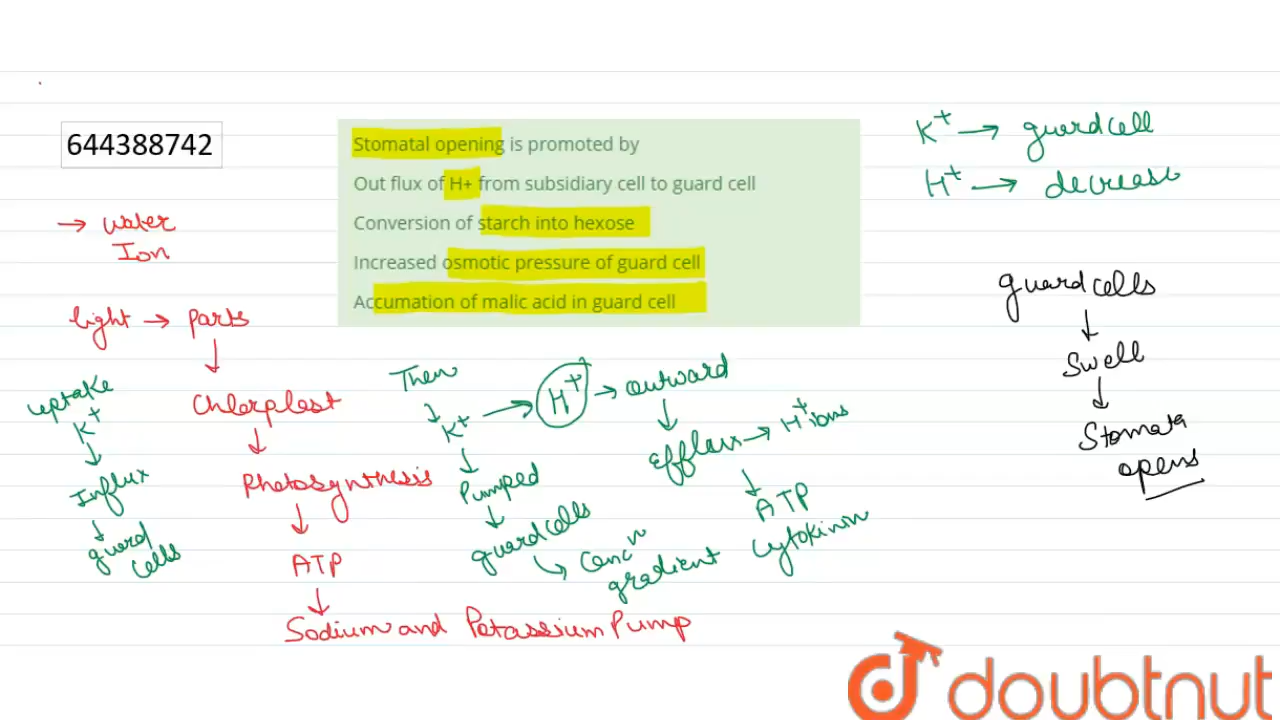 644388742
Stomatal opening is promoted by
Out flux of H+ from subsidiary cell to guard cell
Conversion of starch into hexose
Increased osmotic pressure of guard cell
Accumation of malic acid in guard cell
K+ → guard cell
H+ → decrease
→ water
Ion
light → parts
↓
Chlorplast
↓
Photosynthesis
↓
ATP
↓
Sodium and Potassium Pump
uptake
K+
↓
Influx
↓
guard
cells
Then
↓
K+ → H+ → outward
↓
Pumped
↓
guard cells
↘ Concn
gradient
↓
efflux → H+ ions
↓
ATP
Cytokinin
guard cells
↓
Swell
↓
Stomata
opens
doubtnut